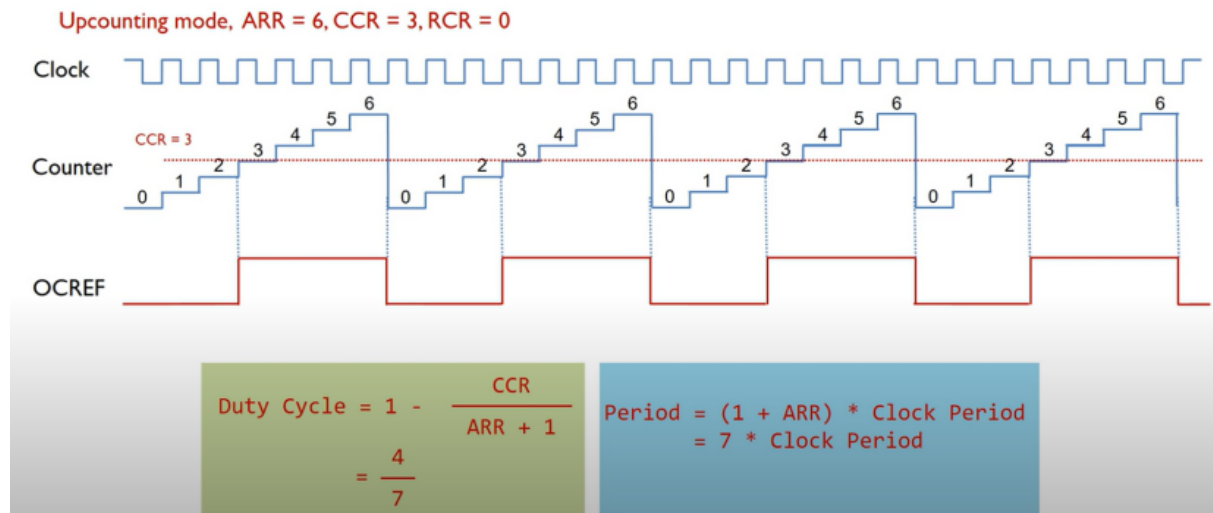 Upcounting mode, ARR = 6, CCR = 3, RCR = 0
Clock
CCR = 3
Counter
0 1 2 3 4 5 6 0 1 2 3 4 5 6 0 1 2 3 4 5 6 0 1 2 3 4 5 6
OCREF
Duty Cycle = 1 - CCR
ARR + 1
= 4
7
Period = (1 + ARR) * Clock Period
= 7 * Clock Period